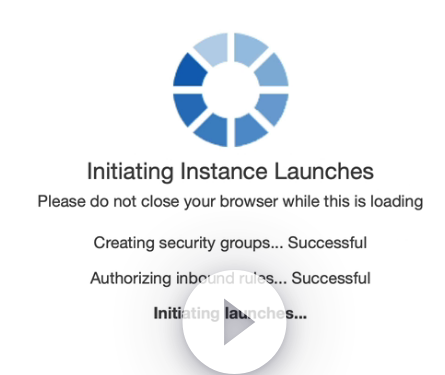 Initiating Instance Launches
Please do not close your browser while this is loading
Creating security groups... Successful
Authorizing inbound rules... Successful
Initiating launches...